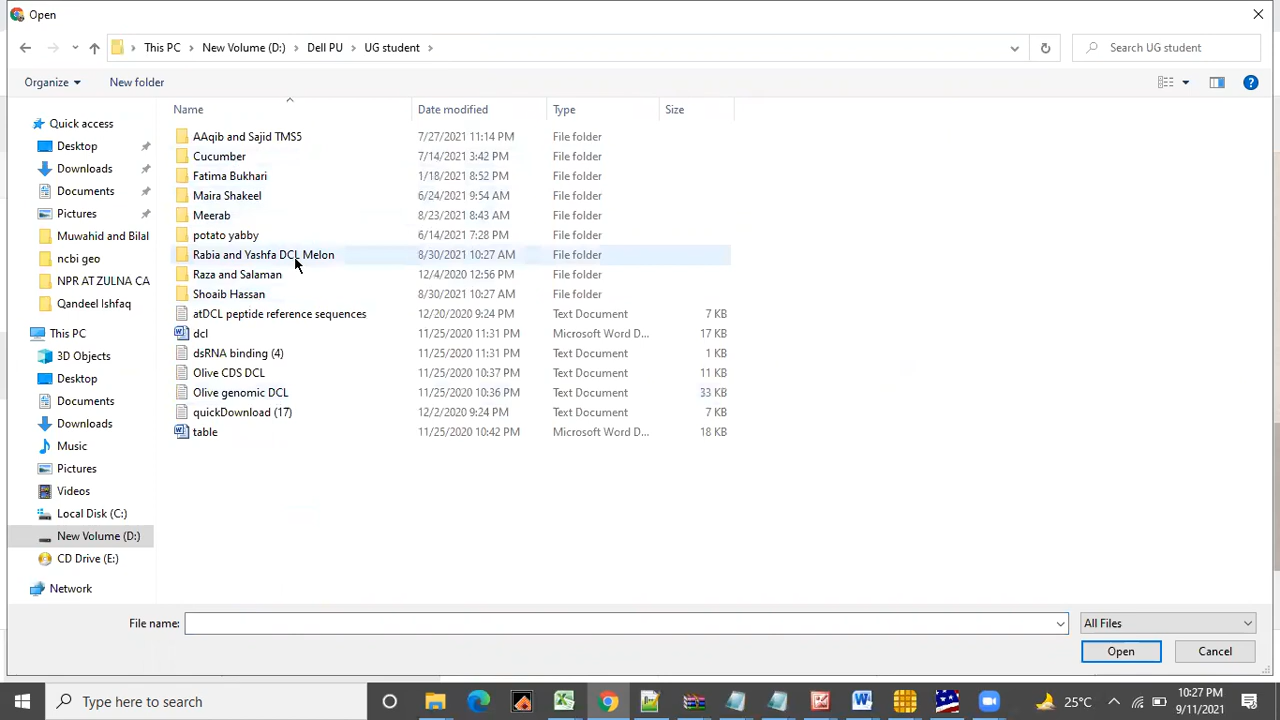 Open
This PC New Volume (D:) Dell PU UG student
Search UG student
Organize New folder
Name Date modified Type Size
Quick access
Desktop
Downloads
Documents
Pictures
Muwahid and Bilal
ncbi geo
NPR AT ZULNA CA
Qandeel Ishfaq
This PC
3D Objects
Desktop
Documents
Downloads
Music
Pictures
Videos
Local Disk (C:)
New Volume (D:)
CD Drive (E:)
Network
AAqib and Sajid TMS5 7/27/2021 11:14 PM File folder
Cucumber 7/14/2021 3:42 PM File folder
Fatima Bukhari 1/18/2021 8:52 PM File folder
Maira Shakeel 6/24/2021 9:54 AM File folder
Meerab 8/23/2021 8:43 AM File folder
potato yabby 6/14/2021 7:28 PM File folder
Rabia and Yashfa DCL Melon 8/30/2021 10:27 AM File folder
Raza and Salaman 12/4/2020 12:56 PM File folder
Shoaib Hassan 8/30/2021 10:27 AM File folder
atDCL peptide reference sequences 12/20/2020 9:24 PM Text Document 7 KB
dcl 11/25/2020 11:31 PM Microsoft Word D... 17 KB
dsRNA binding (4) 11/25/2020 11:31 PM Text Document 1 KB
Olive CDS DCL 11/25/2020 10:37 PM Text Document 11 KB
Olive genomic DCL 11/25/2020 10:36 PM Text Document 33 KB
quickDownload (17) 12/2/2020 9:24 PM Text Document 7 KB
table 11/25/2020 10:42 PM Microsoft Word D... 18 KB
File name:
All Files
Open Cancel
Type here to search
25°C
10:27 PM
9/11/2021